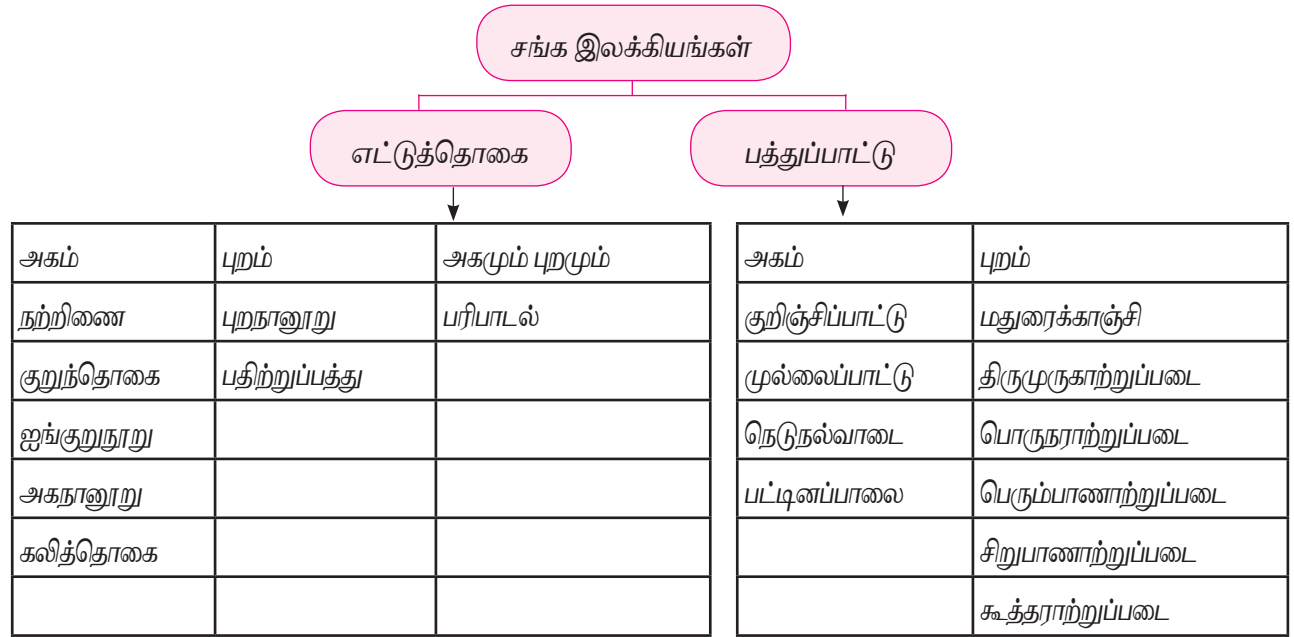 சங்க இலக்கியங்கள்
எட்டுத்தொகை
பத்துப்பாட்டு
அகம் புறம் அகமும் புறமும்
நற்றிணை புறநானூறு பரிபாடல்
குறுந்தொகை பதிற்றுப்பத்து
ஐங்குறுநூறு
அகநானூறு
கலித்தொகை
அகம் புறம்
குறிஞ்சிப்பாட்டு மதுரைக்காஞ்சி
முல்லைப்பாட்டு திருமுருகாற்றுப்படை
நெடுநல்வாடை பொருநராற்றுப்படை
பட்டினப்பாலை பெரும்பாணாற்றுப்படை
சிறுபாணாற்றுப்படை
கூத்தராற்றுப்படை